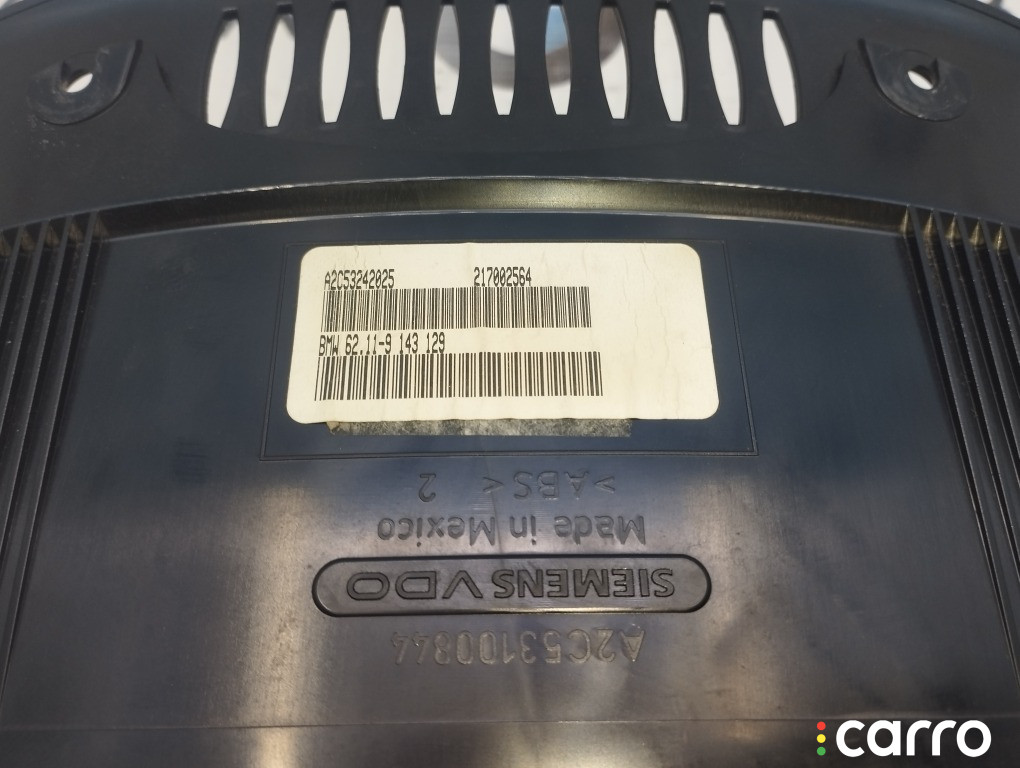 A2C53242025 217002564
BMW 62.11-9 143 129
A2C53100844
SIEMENS VDO
Made in Mexico
>ABS< 2
carro